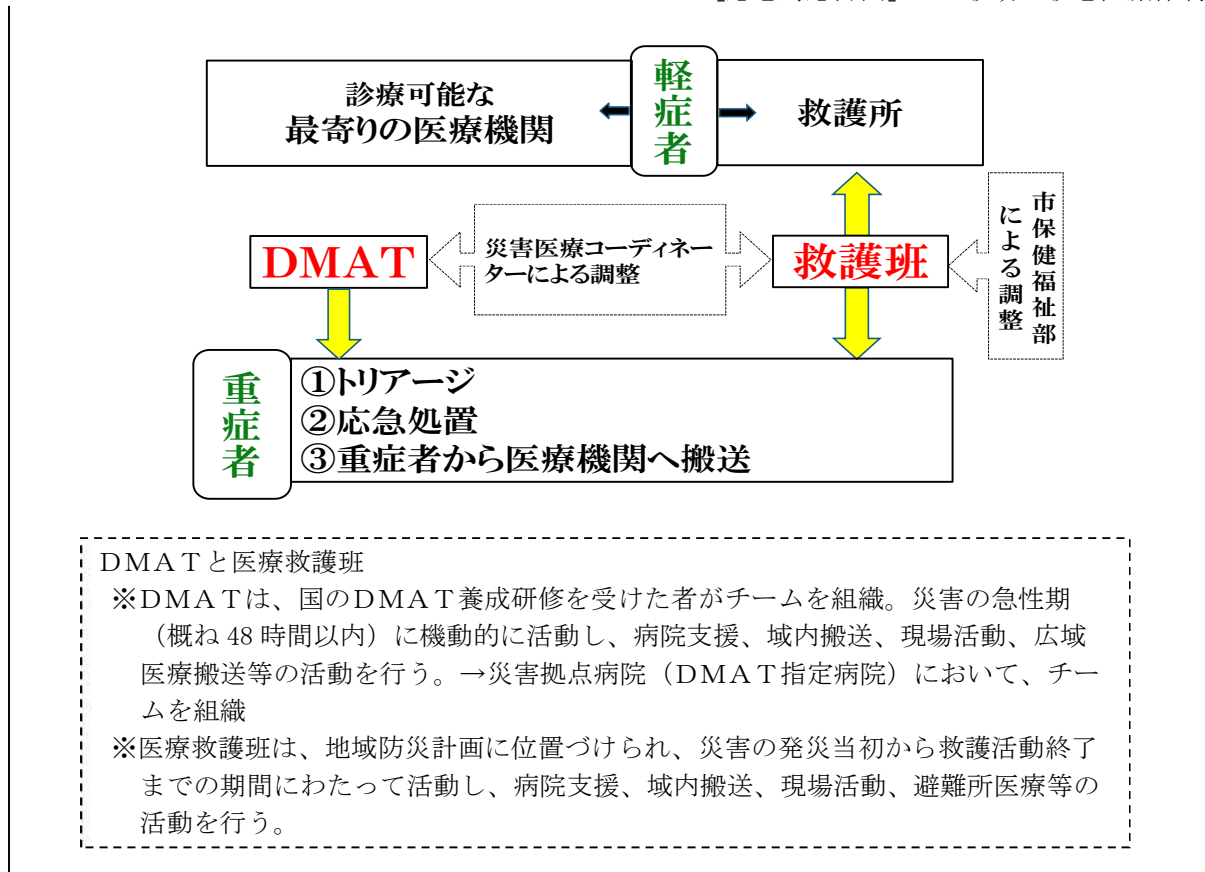 診療可能な
最寄りの医療機関
軽症者
救護所
DMAT
災害医療コーディネー
ターによる調整
救護班
市保健福祉部
による調整
重症者
①トリアージ
②応急処置
③重症者から医療機関へ搬送
ＤＭＡＴと医療救護班
※ＤＭＡＴは、国のＤＭＡＴ養成研修を受けた者がチームを組織。災害の急性期
（概ね 48 時間以内）に機動的に活動し、病院支援、域内搬送、現場活動、広域
医療搬送等の活動を行う。→災害拠点病院（ＤＭＡＴ指定病院）において、チー
ムを組織
※医療救護班は、地域防災計画に位置づけられ、災害の発災当初から救護活動終了
までの期間にわたって活動し、病院支援、域内搬送、現場活動、避難所医療等の
活動を行う。